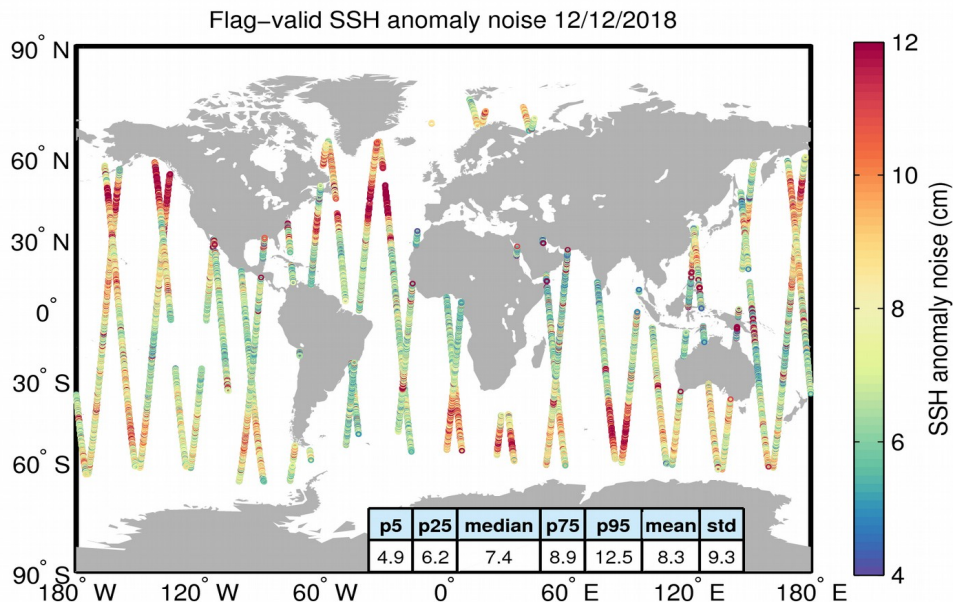 Flag−valid SSH anomaly noise 12/12/2018
90° N
60° N
30° N
0°
30° S
60° S
90° S
180° W
120° W
60° W
0°
60° E
120° E
180° E
p5 p25 median p75 p95 mean std
4.9 6.2 7.4 8.9 12.5 8.3 9.3
12
10
8
6
4
SSH anomaly noise (cm)